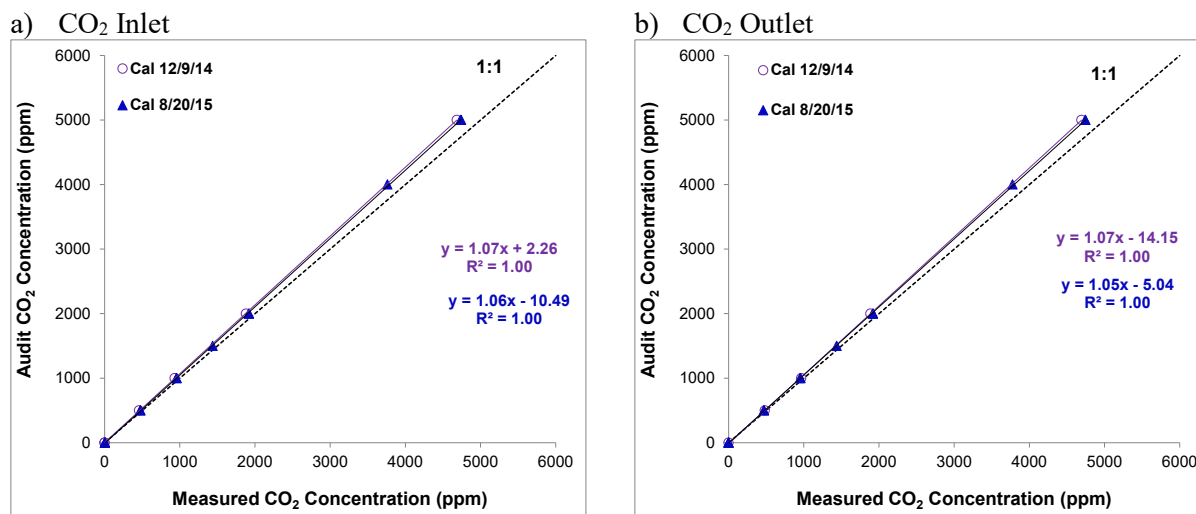 a) CO₂ Inlet
6000
5000
4000
3000
2000
1000
0
0 1000 2000 3000 4000 5000 6000
Audit CO₂ Concentration (ppm)
Measured CO₂ Concentration (ppm)
Cal 12/9/14
Cal 8/20/15
1:1
y = 1.07x + 2.26
R² = 1.00
y = 1.06x - 10.49
R² = 1.00
b) CO₂ Outlet
6000
5000
4000
3000
2000
1000
0
0 1000 2000 3000 4000 5000 6000
Audit CO₂ Concentration (ppm)
Measured CO₂ Concentration (ppm)
Cal 12/9/14
Cal 8/20/15
1:1
y = 1.07x - 14.15
R² = 1.00
y = 1.05x - 5.04
R² = 1.00